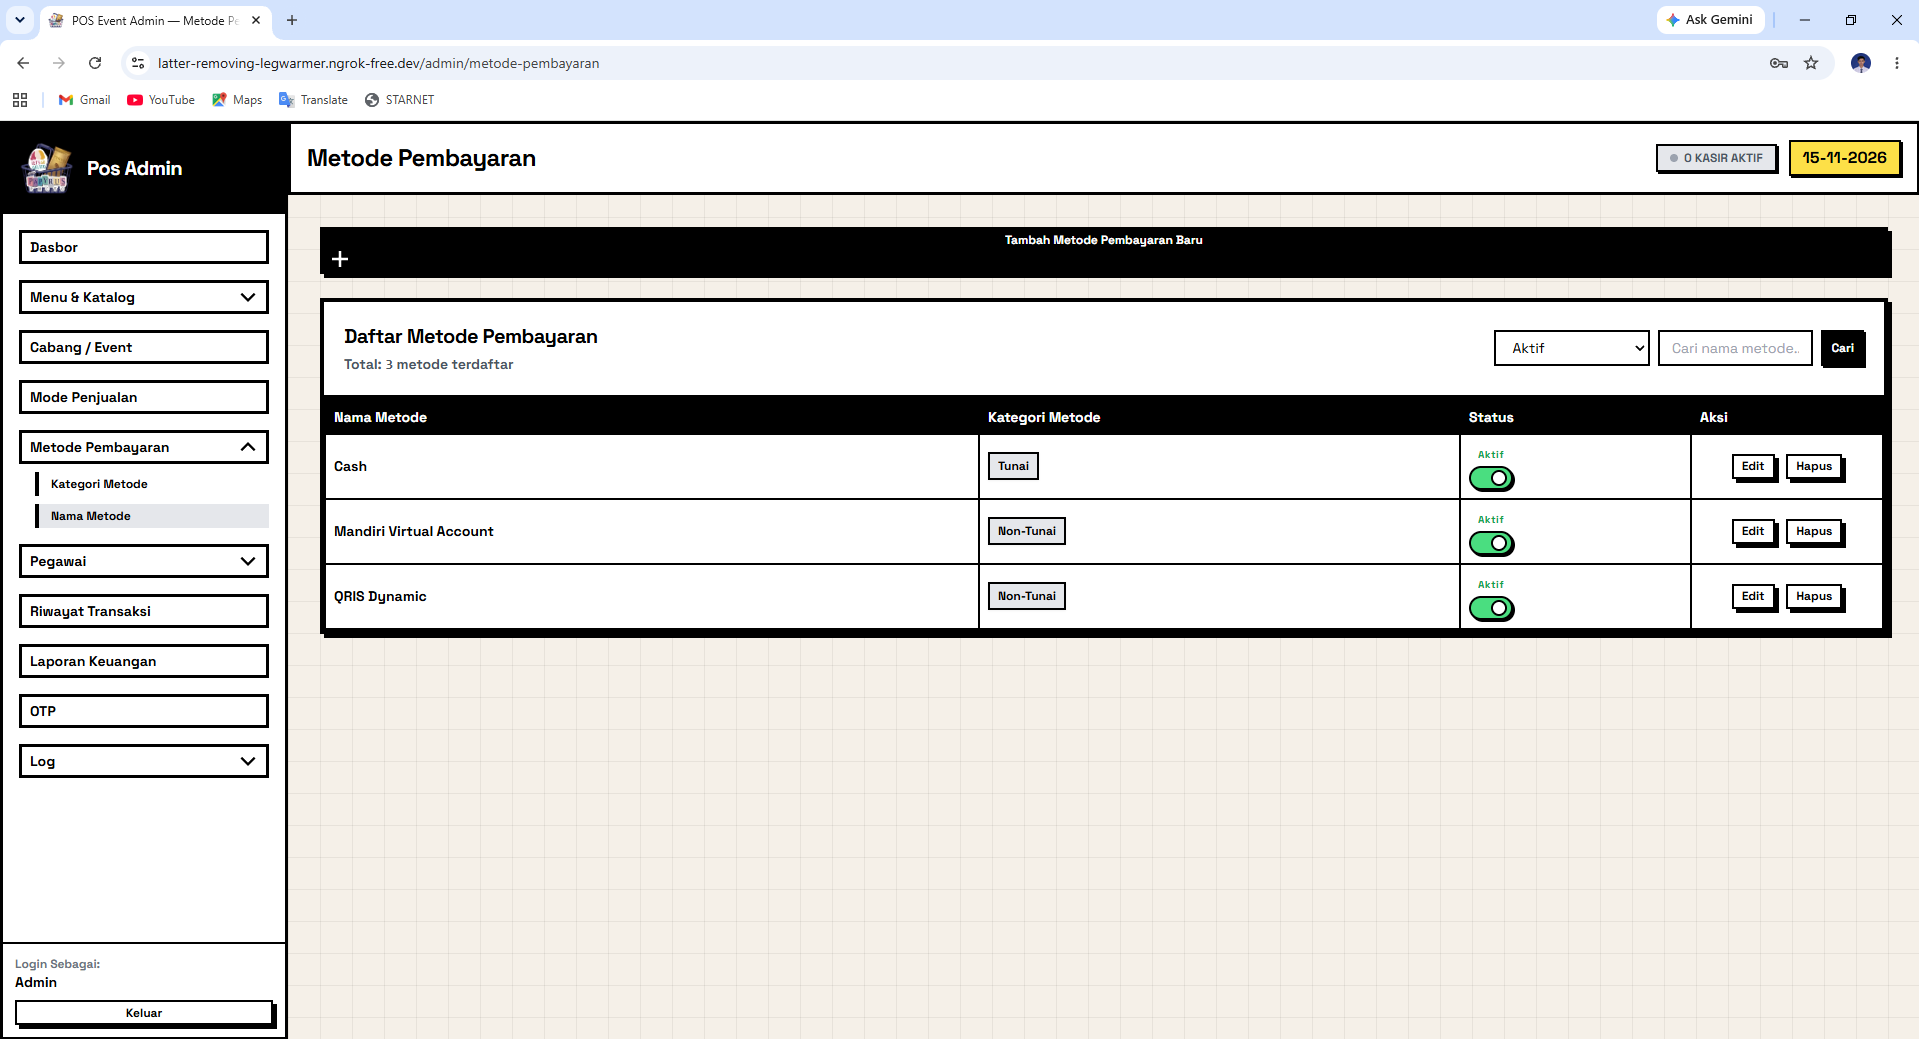 POS Event Admin — Metode Pe
Ask Gemini
latter-removing-legwarmer.ngrok-free.dev/admin/metode-pembayaran
Gmail
YouTube
Maps
Translate
STARNET
Pos Admin
Metode Pembayaran
0 KASIR AKTIF
15-11-2026
Dasbor
Menu & Katalog
Cabang / Event
Mode Penjualan
Metode Pembayaran
Kategori Metode
Nama Metode
Pegawai
Riwayat Transaksi
Laporan Keuangan
OTP
Log
Login Sebagai:
Admin
Keluar
Tambah Metode Pembayaran Baru
Daftar Metode Pembayaran
Total: 3 metode terdaftar
Aktif
Cari nama metode..
Cari
Nama Metode Kategori Metode Status Aksi
Cash Tunai Aktif Edit Hapus
Mandiri Virtual Account Non-Tunai Aktif Edit Hapus
QRIS Dynamic Non-Tunai Aktif Edit Hapus